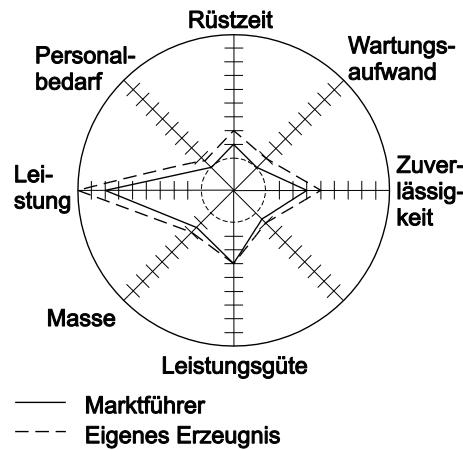 Rüstzeit
Personal-
bedarf
Wartungs-
aufwand
Lei-
stung
Zuver-
lässig-
keit
Masse
Leistungsgüte
Marktführer
Eigenes Erzeugnis